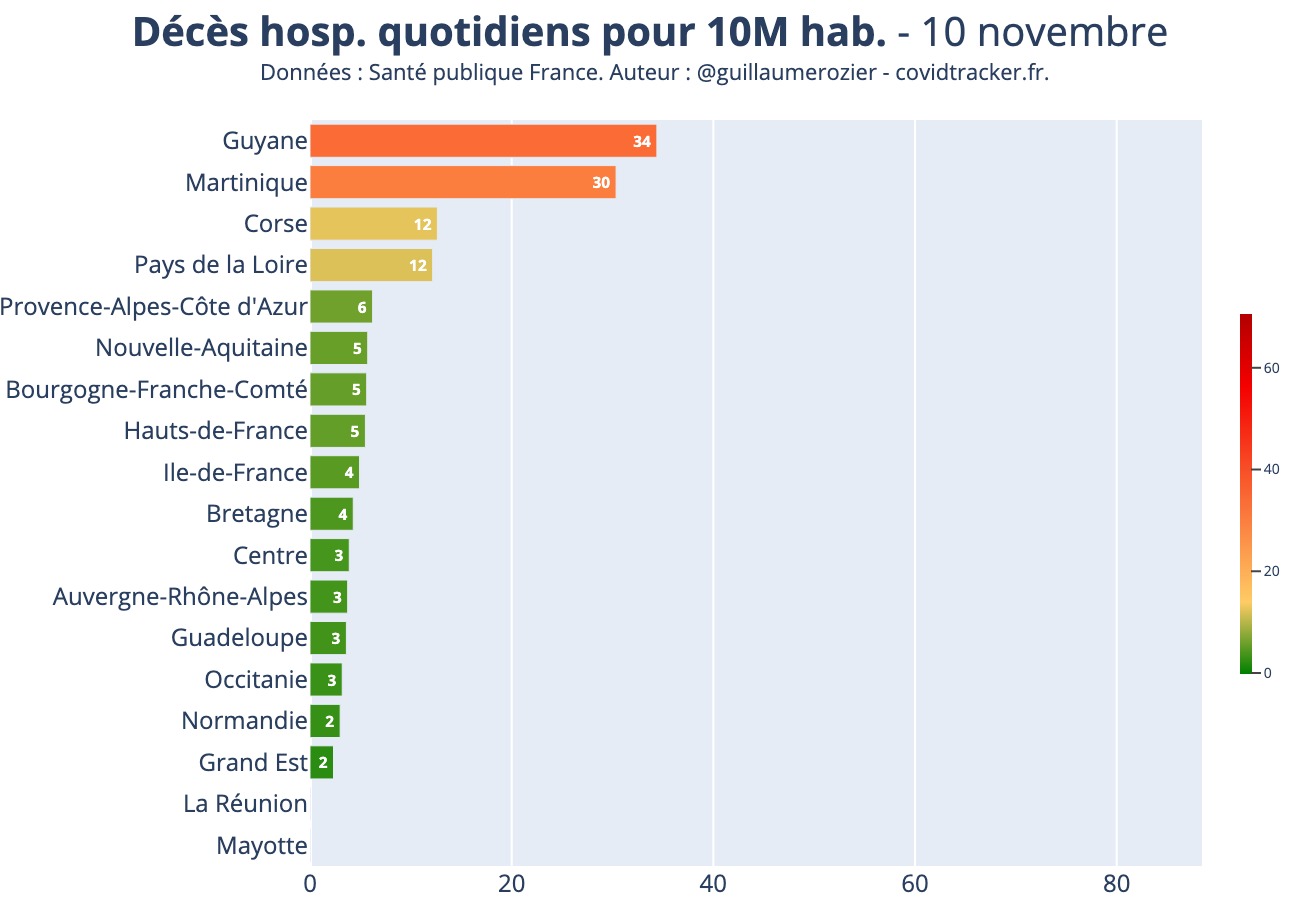 Décès hosp. quotidiens pour 10M hab. - 10 novembre
Données : Santé publique France. Auteur : @guillaumerozier - covidtracker.fr.
Guyane 34
Martinique 30
Corse 12
Pays de la Loire 12
Provence-Alpes-Côte d'Azur 6
Nouvelle-Aquitaine 5
Bourgogne-Franche-Comté 5
Hauts-de-France 5
Ile-de-France 4
Bretagne 4
Centre 3
Auvergne-Rhône-Alpes 3
Guadeloupe 3
Occitanie 3
Normandie 2
Grand Est 2
La Réunion
Mayotte
0 20 40 60 80
60
40
20
0